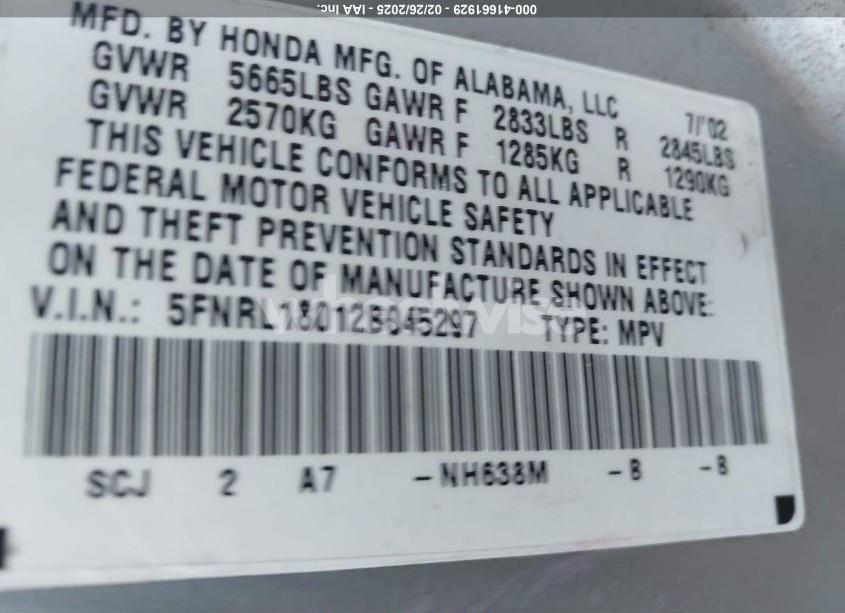 000-41661929 - 02/26/2025 - IAA Inc.
MFD. BY HONDA MFG. OF ALABAMA, LLC 7/'02
GVWR 5665LBS GAWR F 2833LBS R 2845LBS
GVWR 2570KG GAWR F 1285KG R 1290KG
THIS VEHICLE CONFORMS TO ALL APPLICABLE
FEDERAL MOTOR VEHICLE SAFETY
AND THEFT PREVENTION STANDARDS IN EFFECT
ON THE DATE OF MANUFACTURE SHOWN ABOVE:
V.I.N.: TYPE: MPV
SCJ 2 A7 -NH638M -B -B